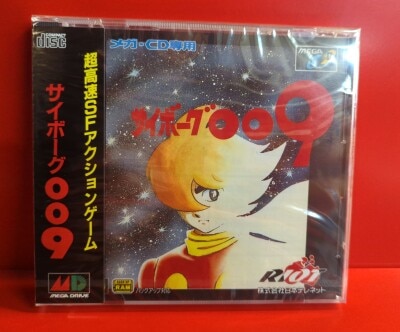 COMPACT
disc
超高速SFアクションゲーム
サイボーグ009
MD
MEGA DRIVE
メガ-CD専用
MEGA
サイボーグ009
BACK UP
RAM
バックアップ対応
RIOT
株式会社日本テレネット